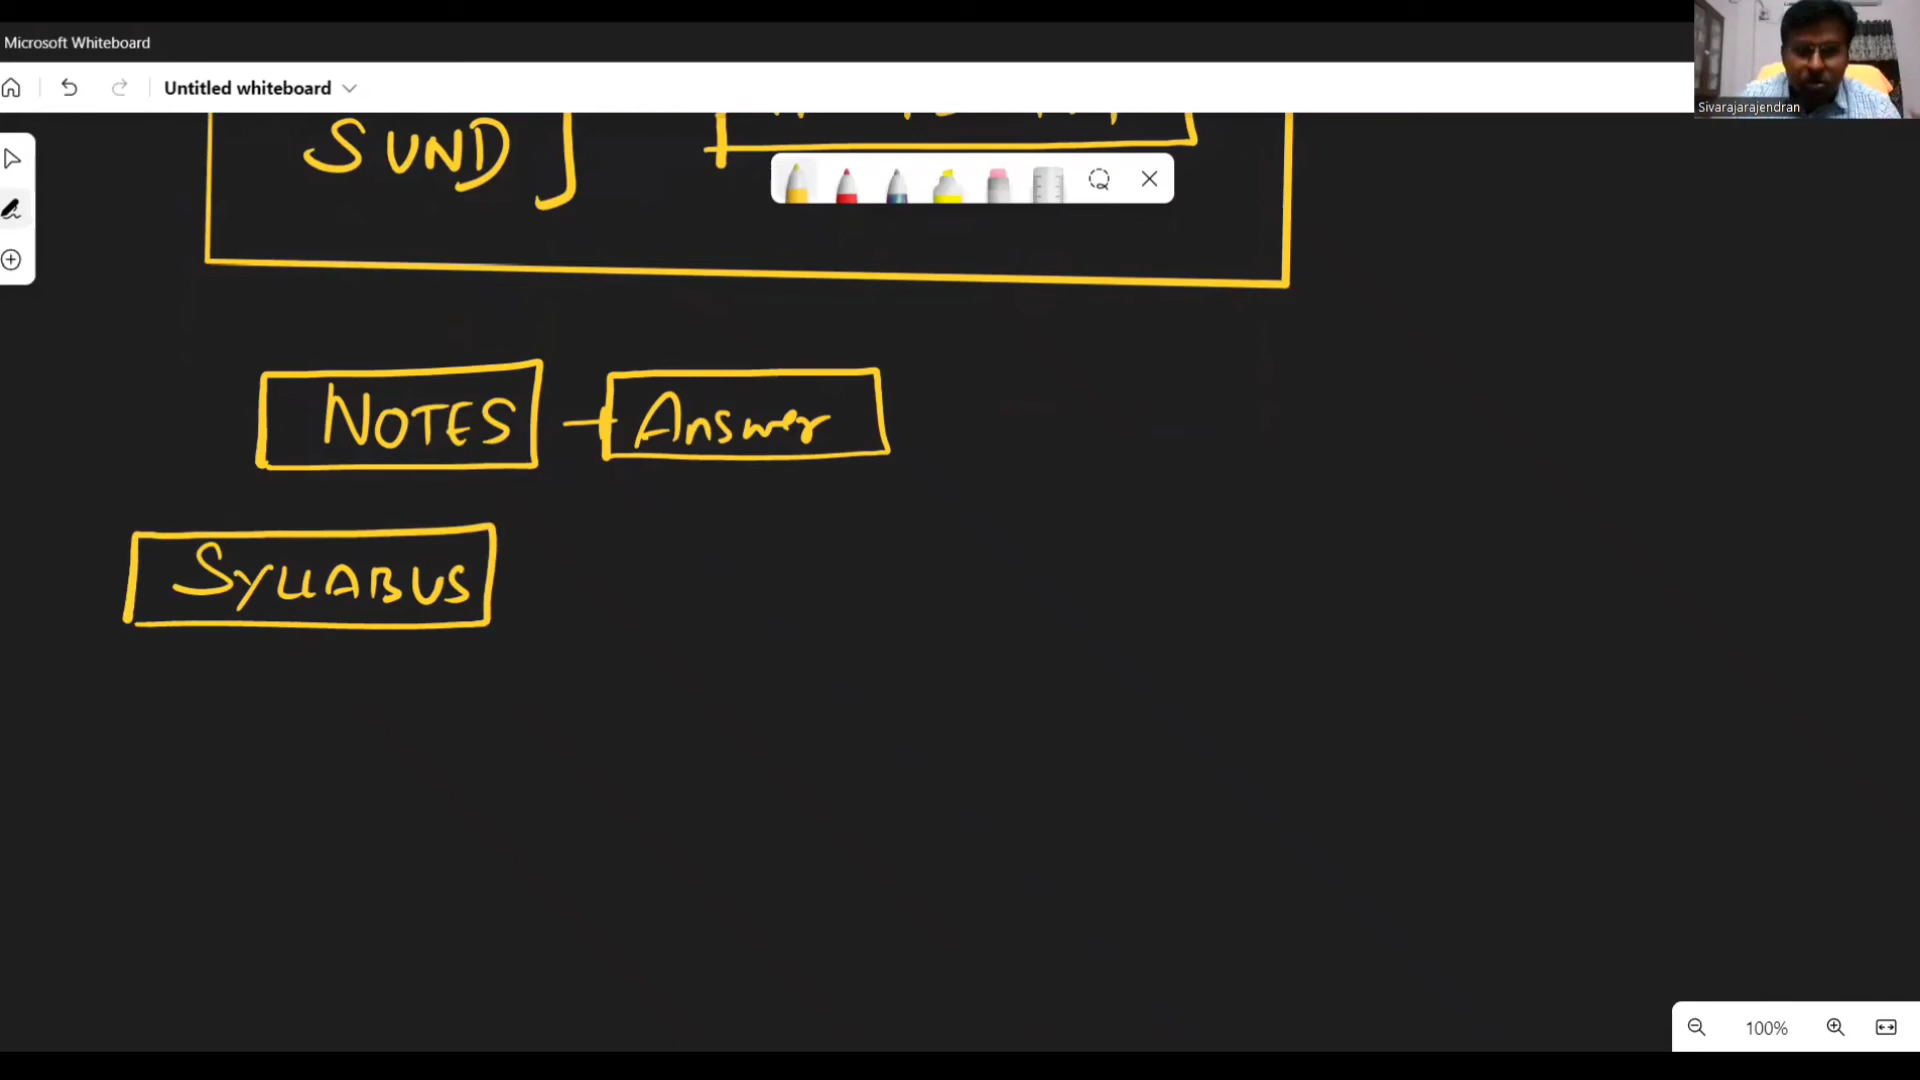 Microsoft Whiteboard
Untitled whiteboard
Sivarajarajendran
SUND
NOTES Answer
SYLLABUS
100%